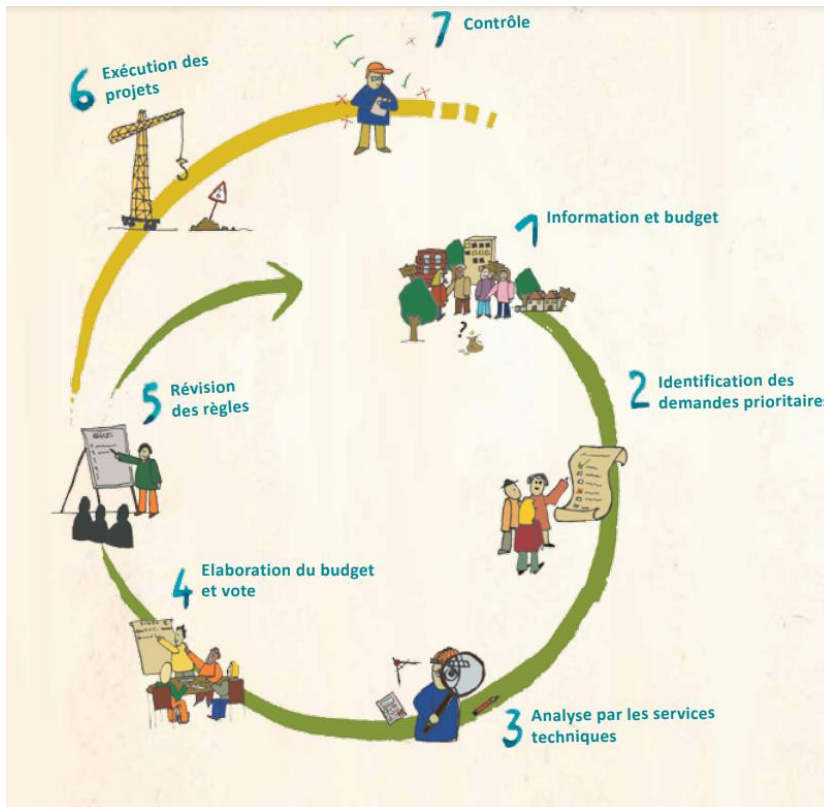 1 Information et budget
2 Identification des
demandes prioritaires
3 Analyse par les services
techniques
4 Elaboration du budget
et vote
5 Révision
des règles
6 Exécution des
projets
7 Contrôle
?